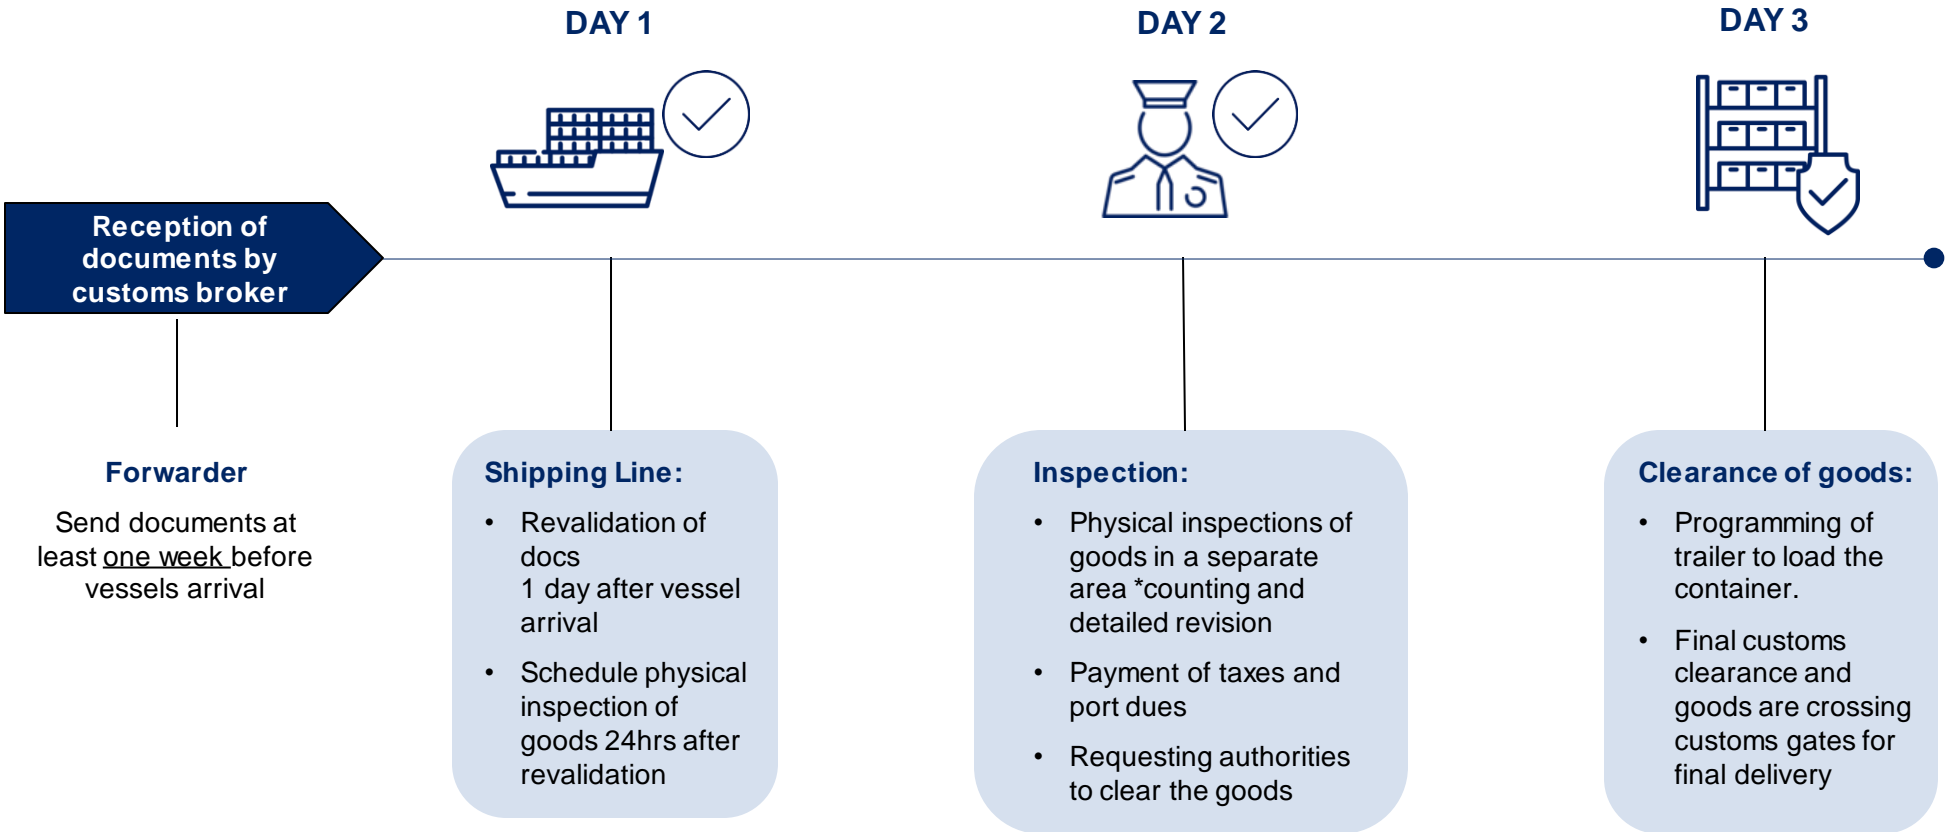 DAY 1
DAY 2
DAY 3
Reception of
documents by
customs broker
Forwarder
Send documents at
least one week before
vessels arrival
Shipping Line:
• Revalidation of
docs
1 day after vessel
arrival
• Schedule physical
inspection of
goods 24hrs after
revalidation
Inspection:
• Physical inspections of
goods in a separate
area *counting and
detailed revision
• Payment of taxes and
port dues
• Requesting authorities
to clear the goods
Clearance of goods:
• Programming of
trailer to load the
container.
• Final customs
clearance and
goods are crossing
customs gates for
final delivery